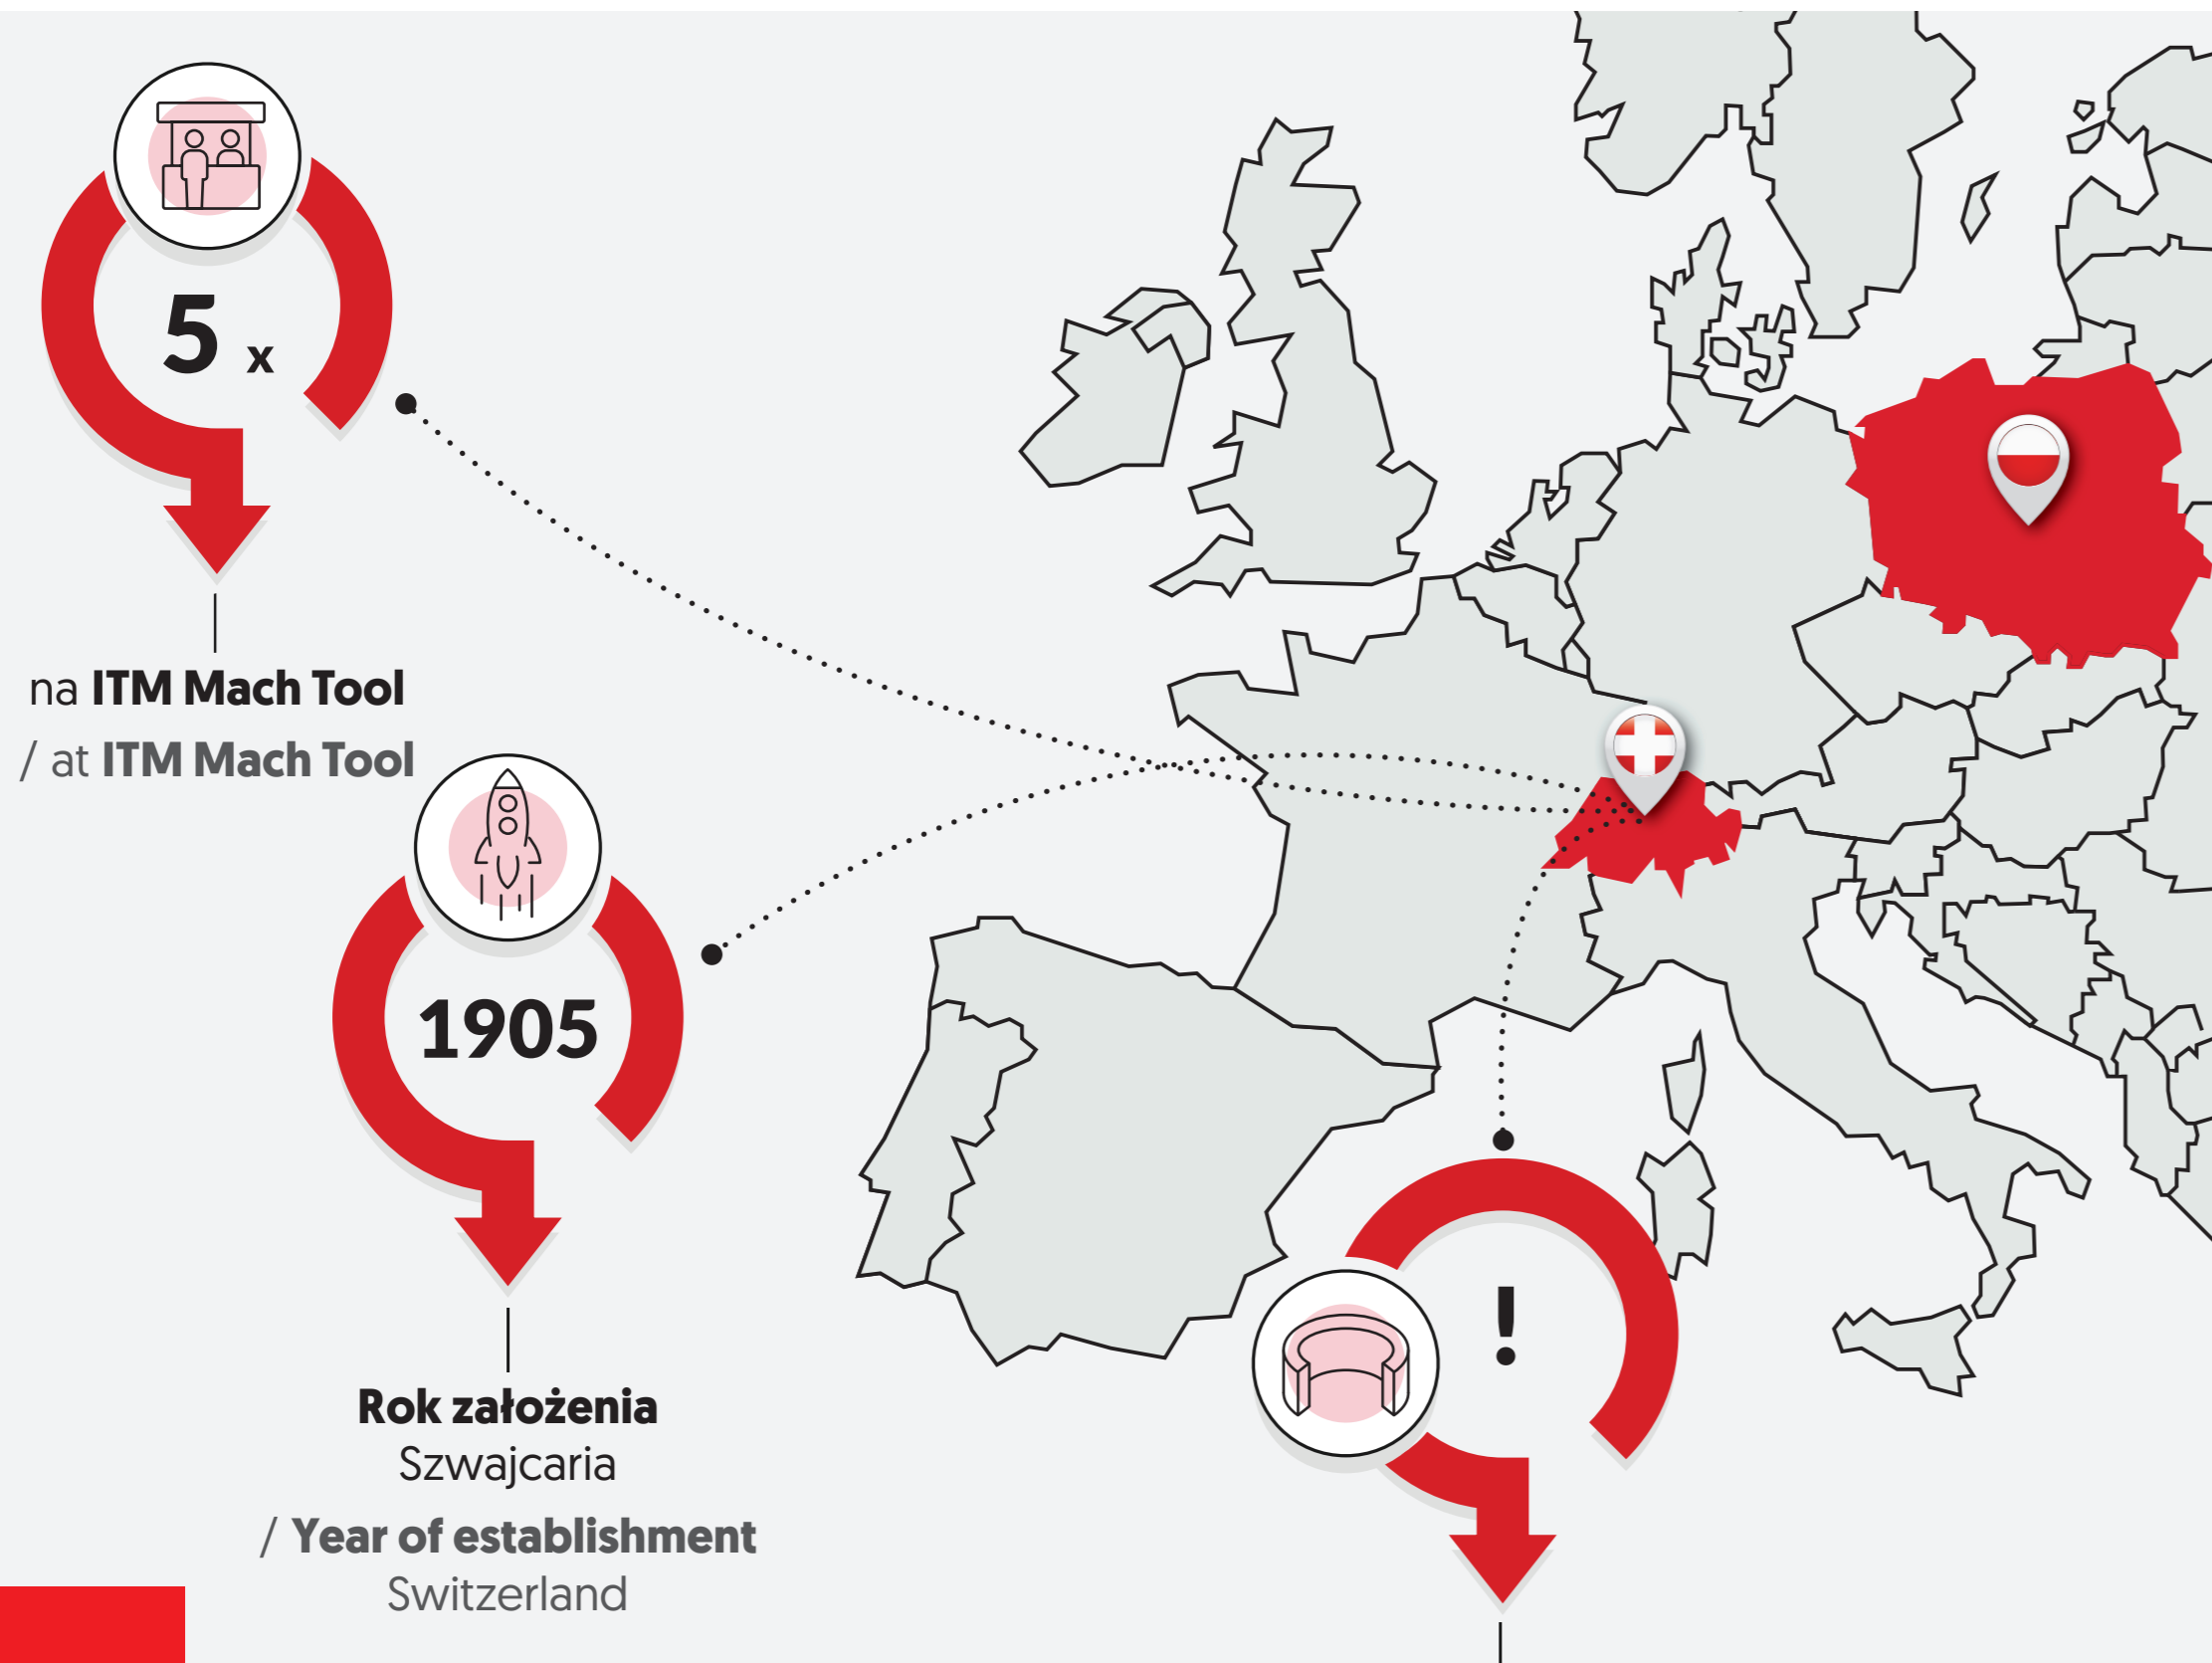 5 x
na ITM Mach Tool
/ at ITM Mach Tool
1905
Rok założenia
Szwajcaria
/ Year of establishment
Switzerland
!